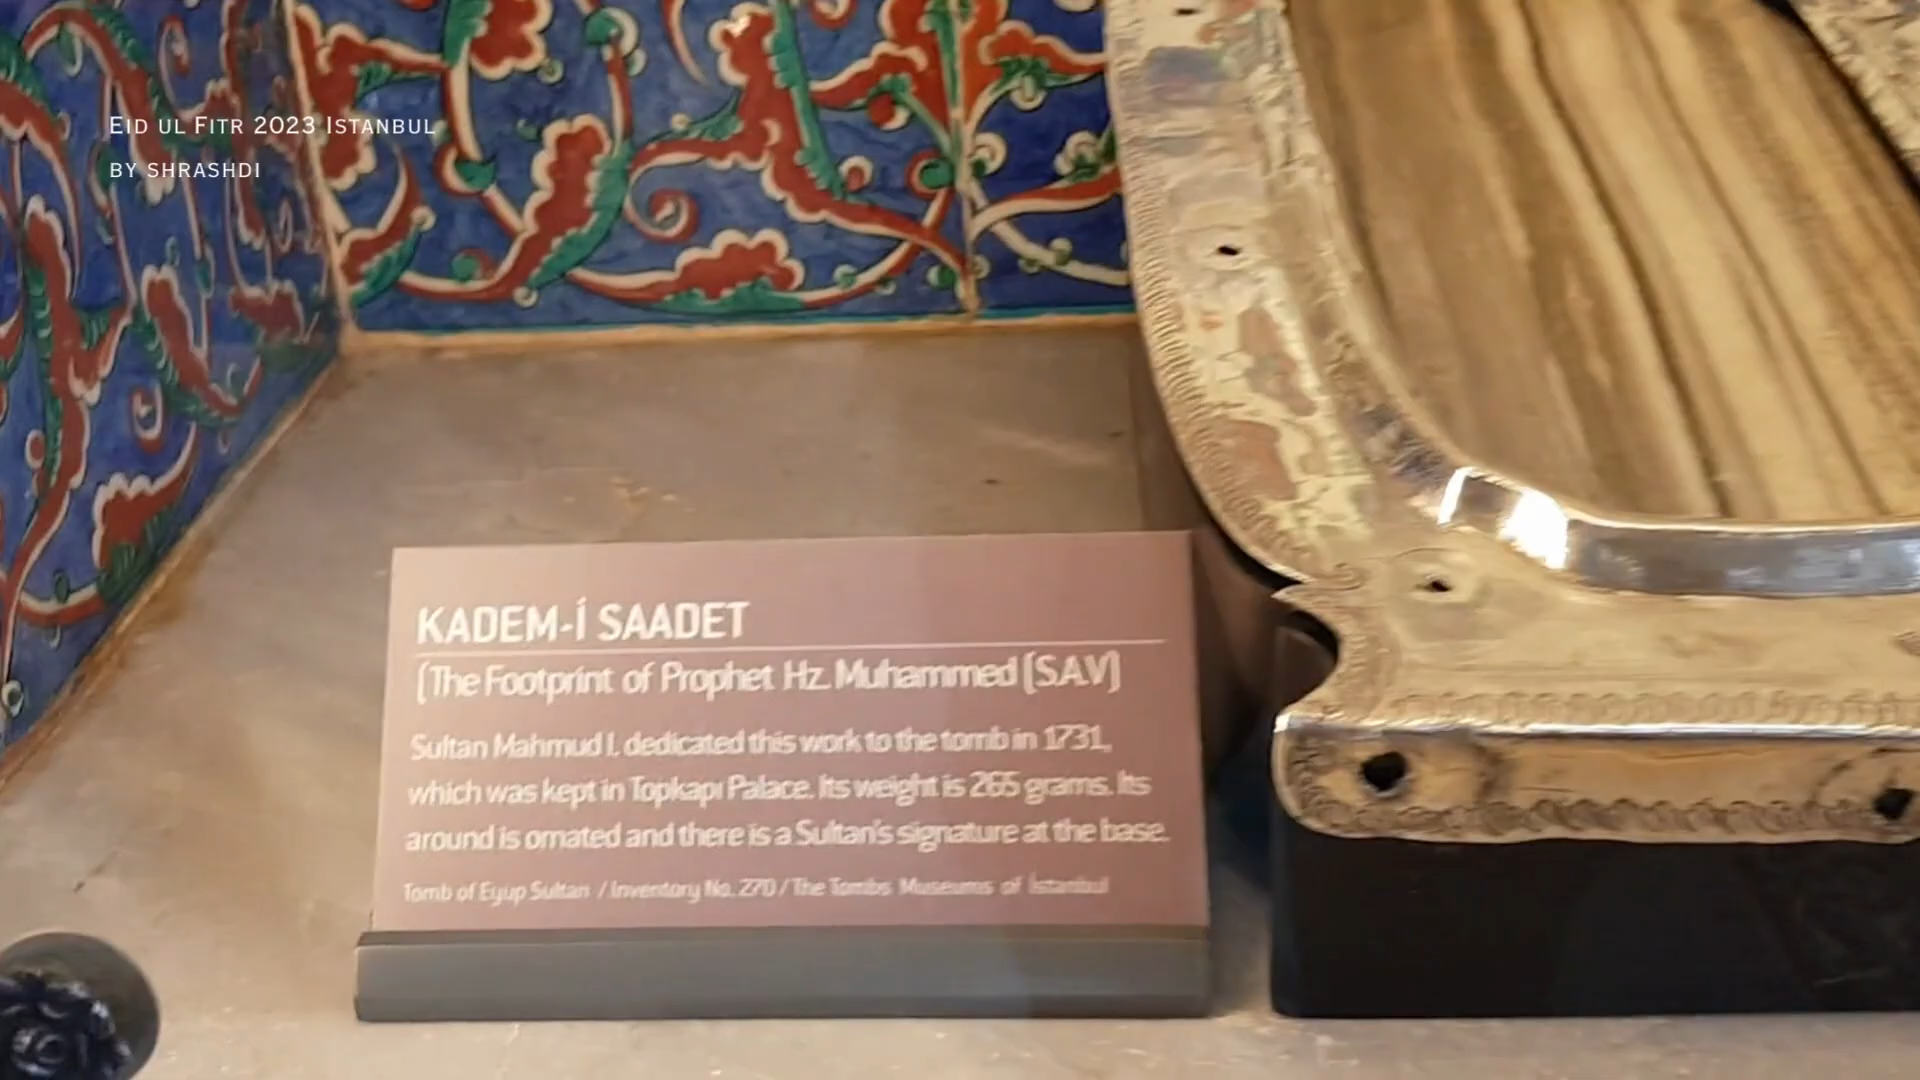 EID UL FITR 2023 ISTANBUL
BY SHRASHDI
KADEM-İ SAADET
(The Footprint of Prophet Hz. Muhammed (S.A.V)
Sultan Mahmud I. dedicated this work to the tomb in 1731,
which was kept in Topkapı Palace. Its weight is 265 grams. Its
around is ornated and there is a Sultan's signature at the base.
Tomb of Eyup Sultan / Inventory No. 270 / The Tombs Museums of İstanbul